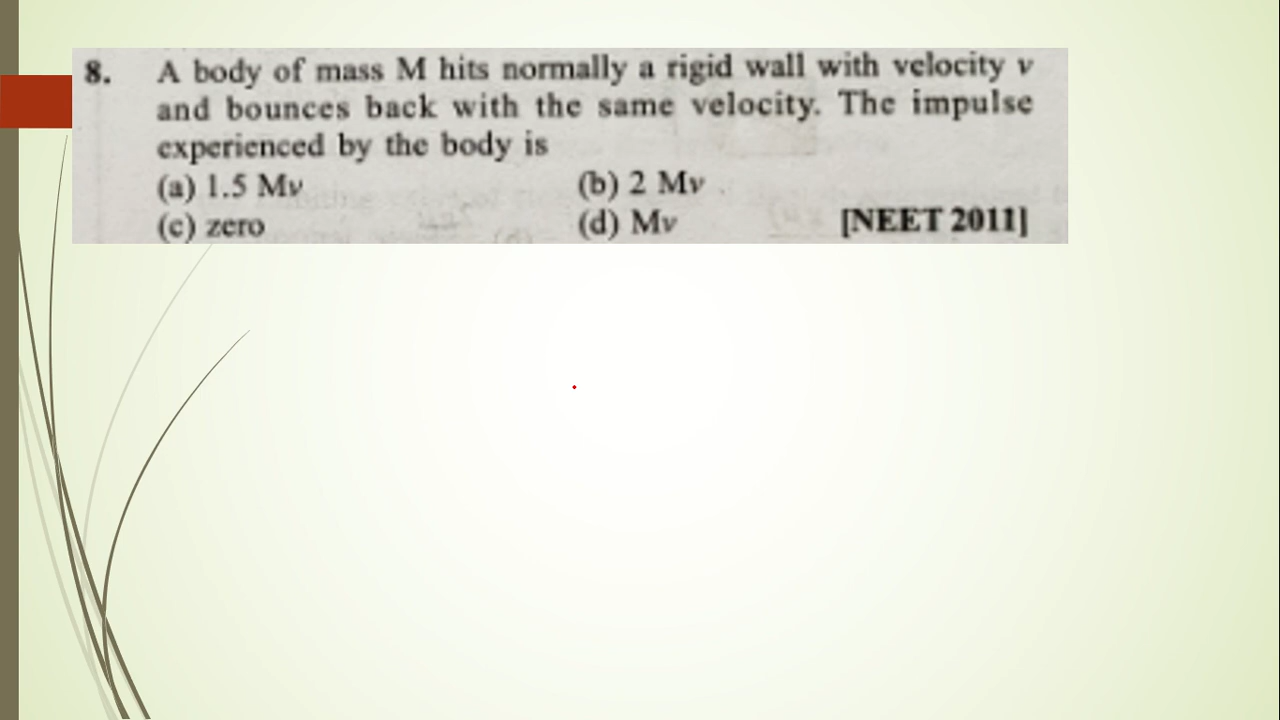 8. A body of mass M hits normally a rigid wall with velocity v
and bounces back with the same velocity. The impulse
experienced by the body is
(a) 1.5 Mv (b) 2 Mv
(c) zero (d) Mv [NEET 2011]